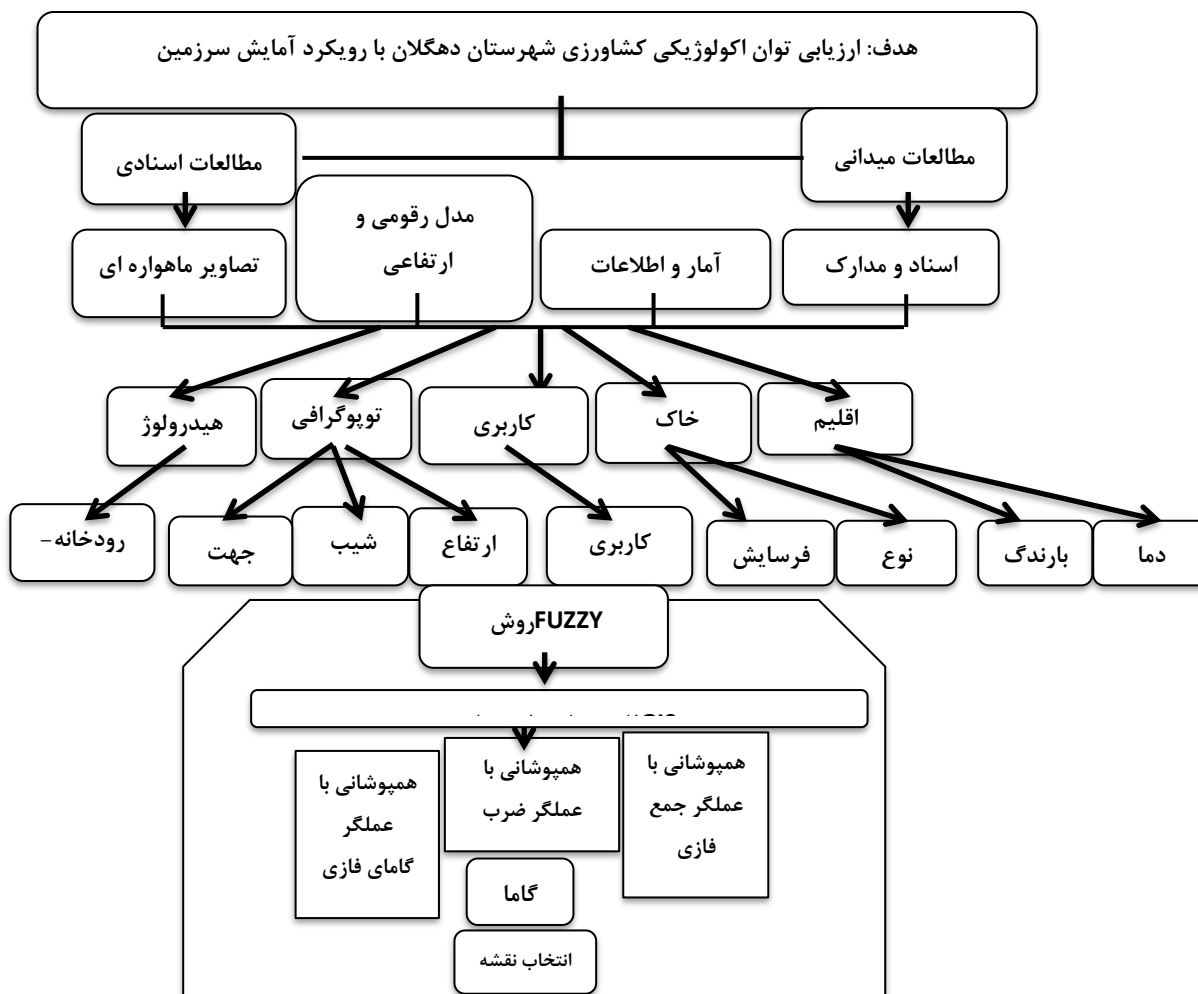 هدف: ارزیابی توان اکولوژیکی کشاورزی شهرستان دهگلان با رویکرد آمایش سرزمین
مطالعات میدانی
مطالعات اسنادی
اسناد و مدارک
آمار و اطلاعات
مدل رقومی و
ارتفاعی
تصاویر ماهواره ای
اقلیم
خاک
کاربری
توپوگرافی
هیدرولوژ
دما
بارندگ
نوع
فرسایش
کاربری
ارتفاع
شیب
جهت
رودخانه–
روشFUZZY
همپوشانی با
عملگر جمع
فازی
همپوشانی با
عملگر ضرب
همپوشانی با
عملگر
گامای فازی
گاما
انتخاب نقشه